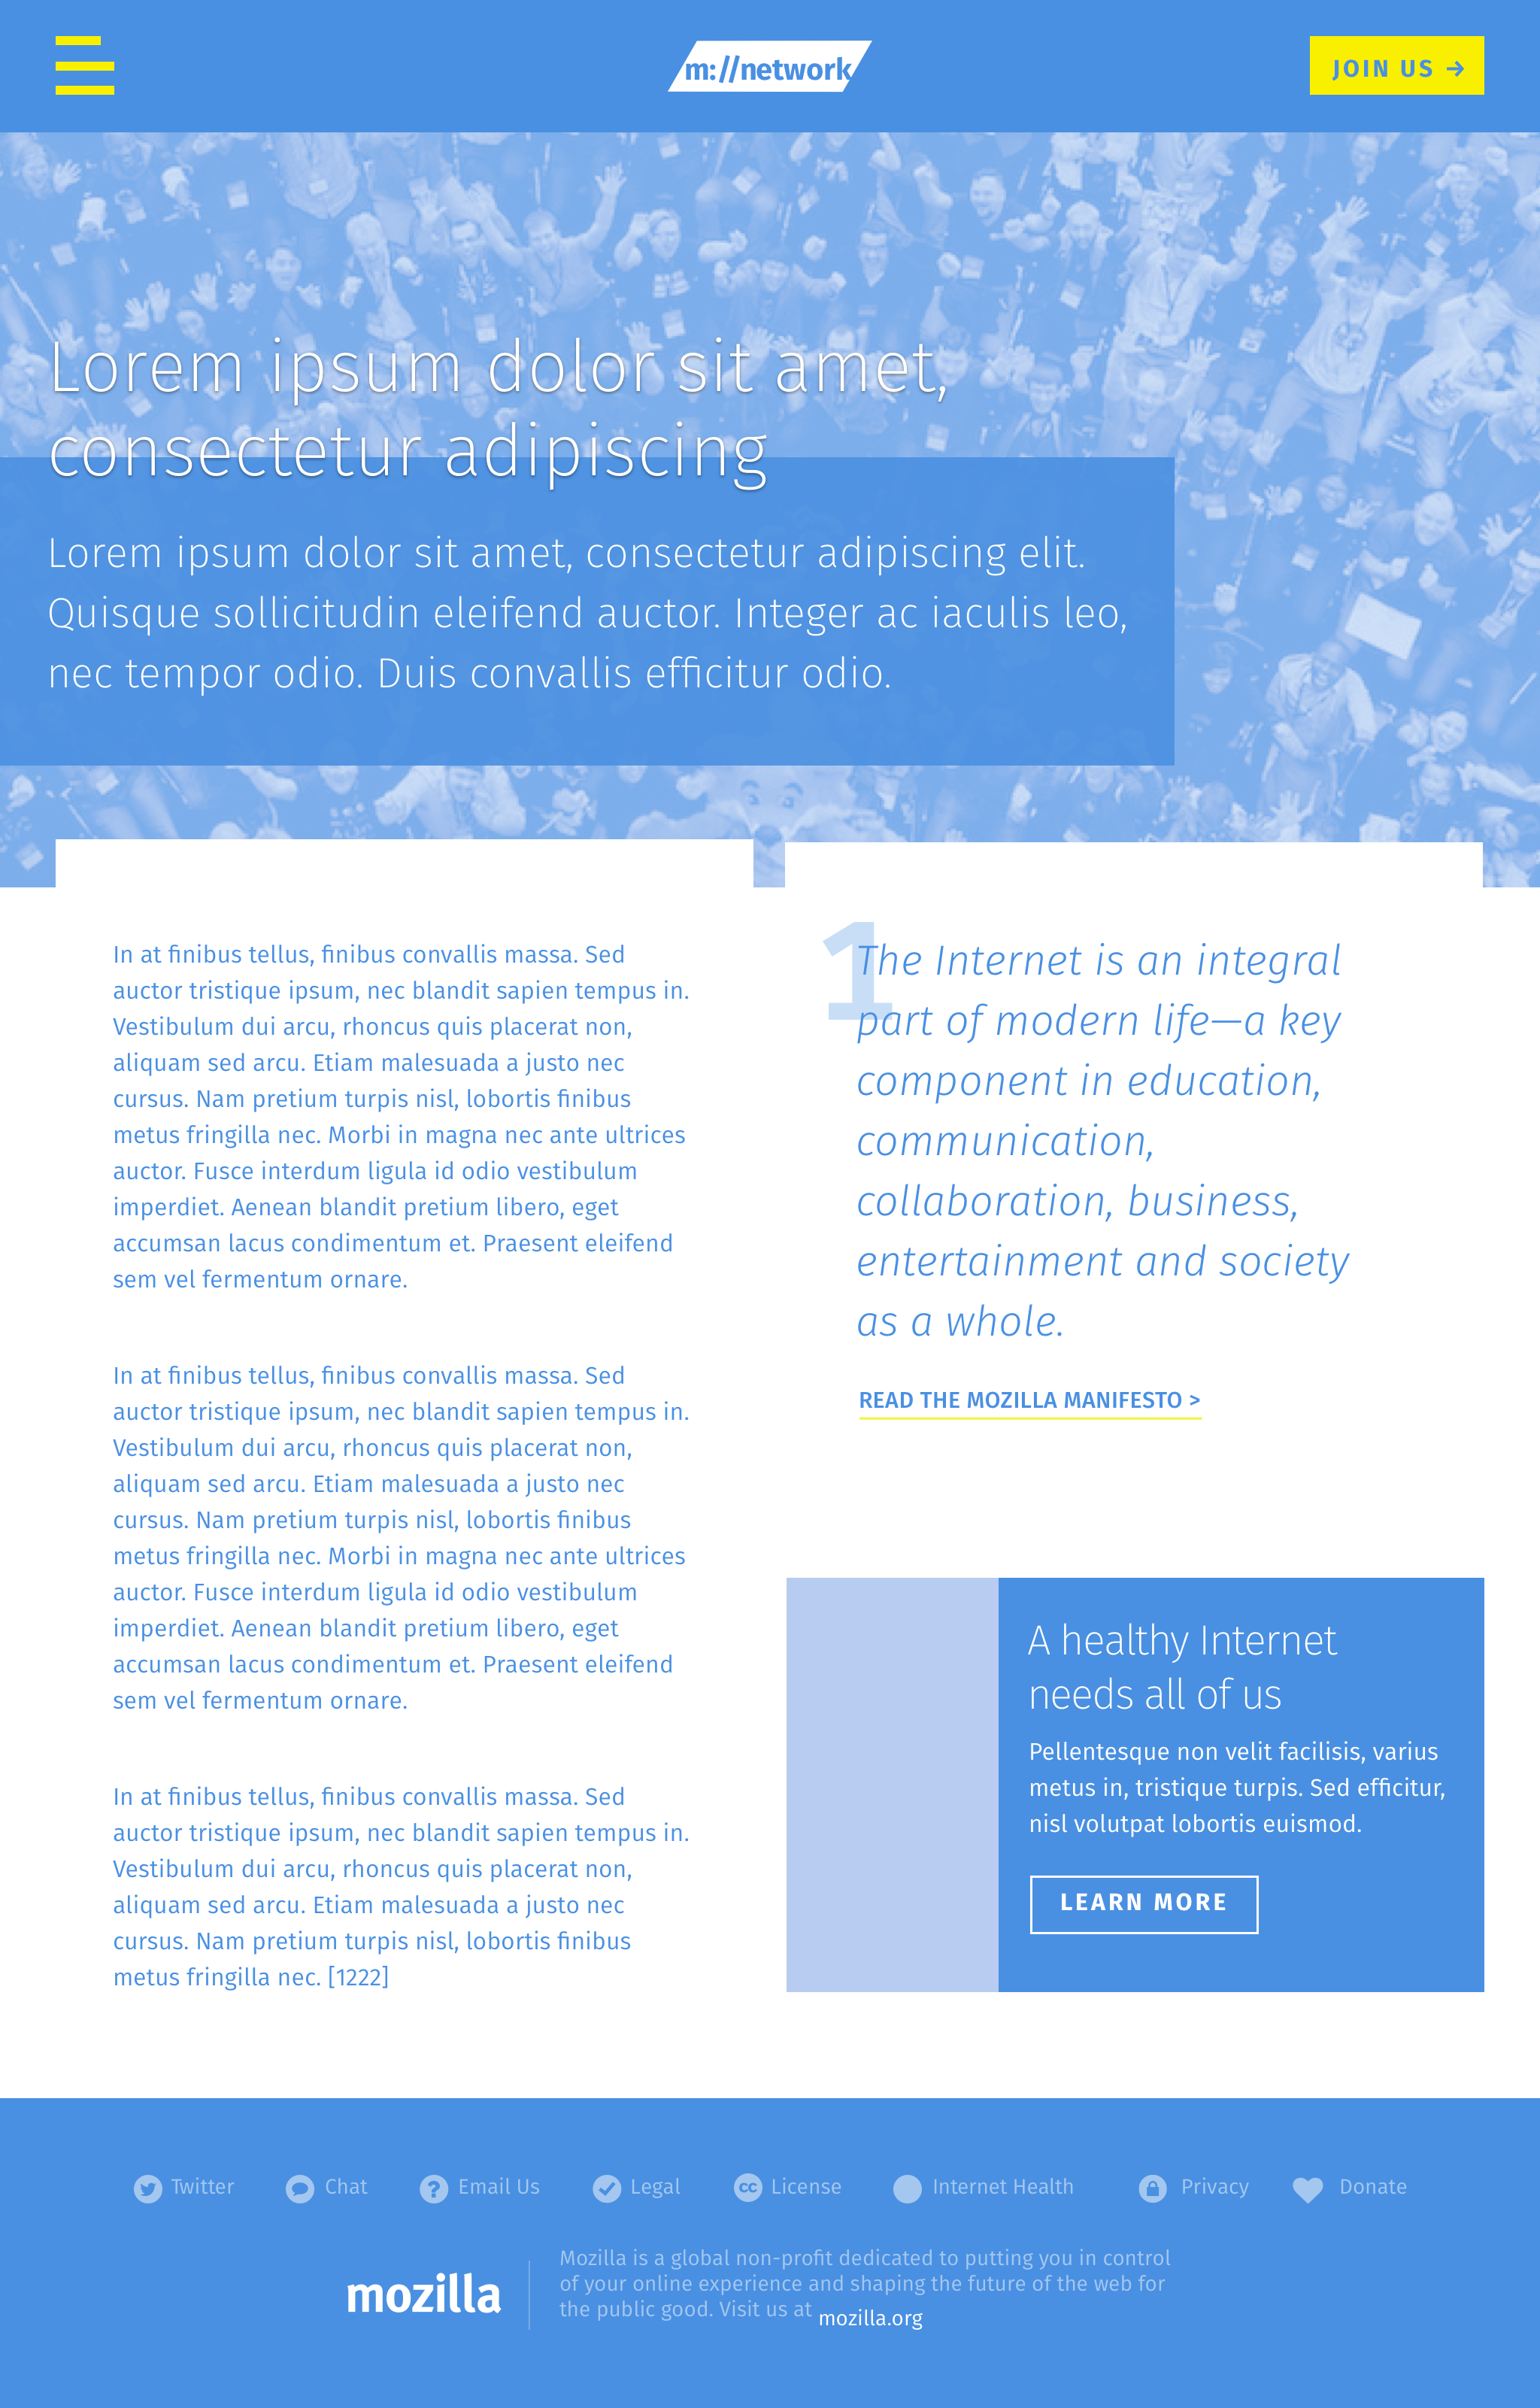 m://network
JOIN US →
Lorem ipsum dolor sit amet,
consectetur adipiscing
Lorem ipsum dolor sit amet, consectetur adipiscing elit.
Quisque sollicitudin eleifend auctor. Integer ac iaculis leo,
nec tempor odio. Duis convallis efficitur odio.
In at finibus tellus, finibus convallis massa. Sed
auctor tristique ipsum, nec blandit sapien tempus in.
Vestibulum dui arcu, rhoncus quis placerat non,
aliquam sed arcu. Etiam malesuada a justo nec
cursus. Nam pretium turpis nisl, lobortis finibus
metus fringilla nec. Morbi in magna nec ante ultrices
auctor. Fusce interdum ligula id odio vestibulum
imperdiet. Aenean blandit pretium libero, eget
accumsan lacus condimentum et. Praesent eleifend
sem vel fermentum ornare.
In at finibus tellus, finibus convallis massa. Sed
auctor tristique ipsum, nec blandit sapien tempus in.
Vestibulum dui arcu, rhoncus quis placerat non,
aliquam sed arcu. Etiam malesuada a justo nec
cursus. Nam pretium turpis nisl, lobortis finibus
metus fringilla nec. Morbi in magna nec ante ultrices
auctor. Fusce interdum ligula id odio vestibulum
imperdiet. Aenean blandit pretium libero, eget
accumsan lacus condimentum et. Praesent eleifend
sem vel fermentum ornare.
In at finibus tellus, finibus convallis massa. Sed
auctor tristique ipsum, nec blandit sapien tempus in.
Vestibulum dui arcu, rhoncus quis placerat non,
aliquam sed arcu. Etiam malesuada a justo nec
cursus. Nam pretium turpis nisl, lobortis finibus
metus fringilla nec. [1222]
1
The Internet is an integral
part of modern life—a key
component in education,
communication,
collaboration, business,
entertainment and society
as a whole.
READ THE MOZILLA MANIFESTO >
A healthy Internet
needs all of us
Pellentesque non velit facilisis, varius
metus in, tristique turpis. Sed efficitur,
nisl volutpat lobortis euismod.
LEARN MORE
Twitter Chat ? Email Us Legal cc License Internet Health Privacy Donate
mozilla
Mozilla is a global non-profit dedicated to putting you in control
of your online experience and shaping the future of the web for
the public good. Visit us at mozilla.org